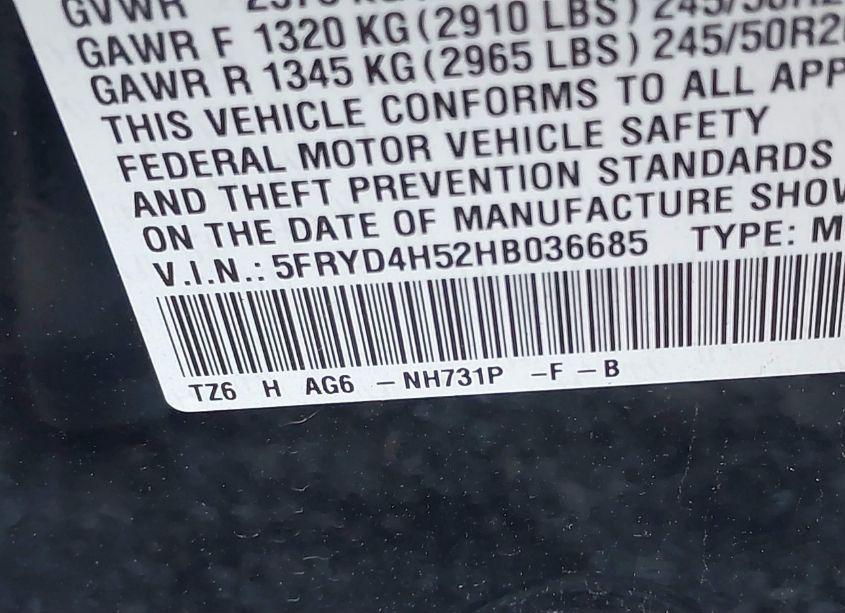 GVWR
GAWR F 1320 KG (2910 LBS) 245/50R2
GAWR R 1345 KG (2965 LBS) 245/50R2
THIS VEHICLE CONFORMS TO ALL APP
FEDERAL MOTOR VEHICLE SAFETY
AND THEFT PREVENTION STANDARDS
ON THE DATE OF MANUFACTURE SHOW
V.I.N.: 5FRYD4H52HB036685 TYPE: M
TZ6 H AG6 – NH731P – F – B